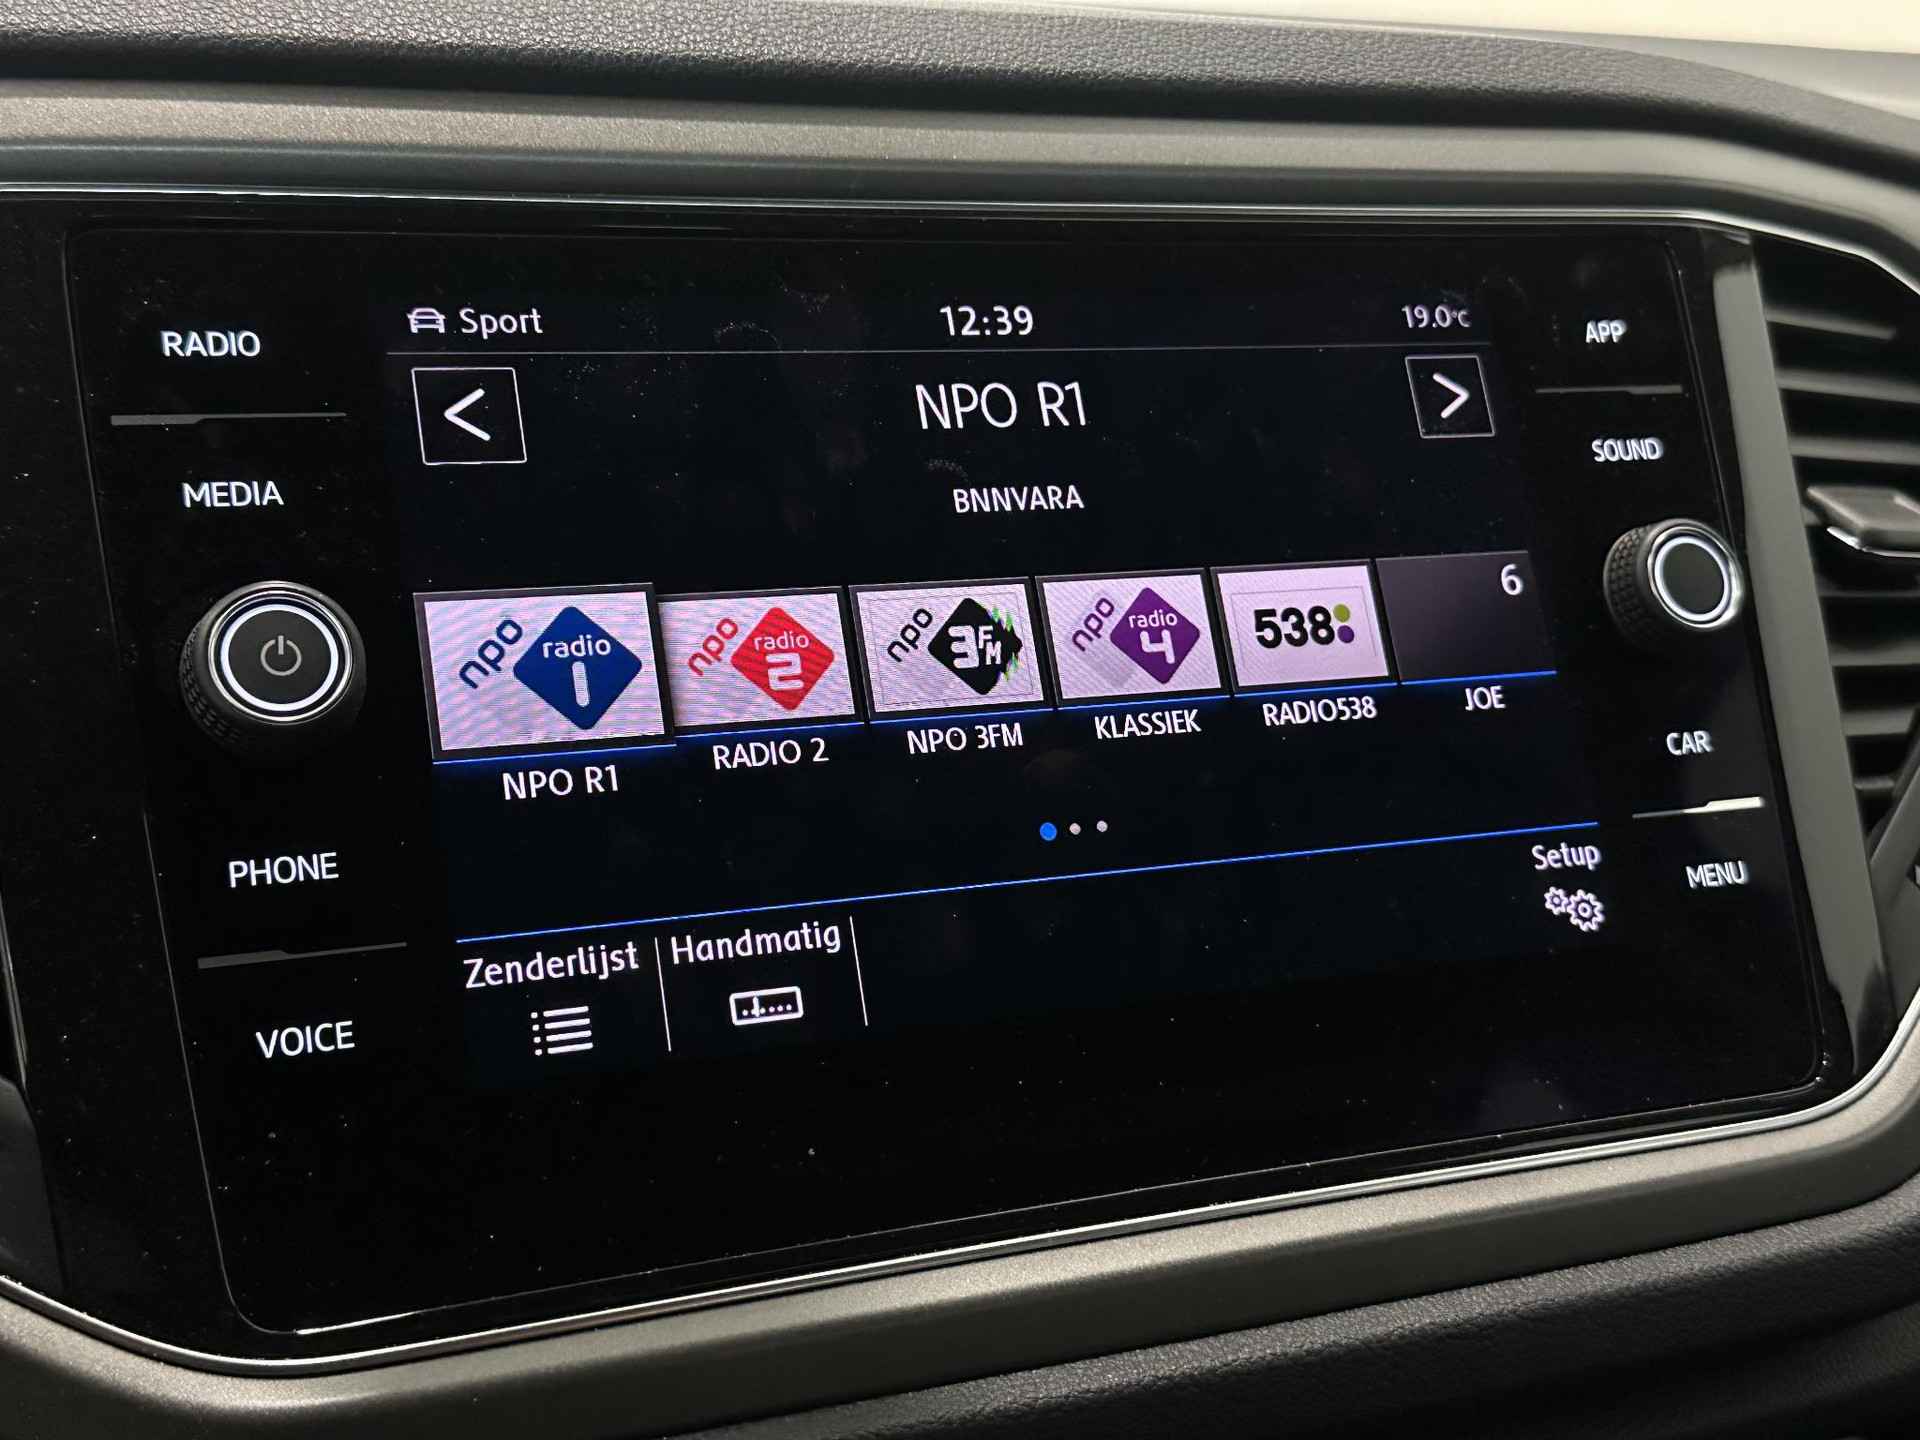 Sport 12:39 19.0°C
RADIO
APP
< NPO R1 >
MEDIA
SOUND
BNNVARA
npo radio 1
npo radio 2
npo 3FM
npo radio 4
538
6
NPO R1
RADIO 2
NPO 3FM
KLASSIEK
RADIO538
JOE
CAR
PHONE
MENU
Setup
Zenderlijst
Handmatig
VOICE